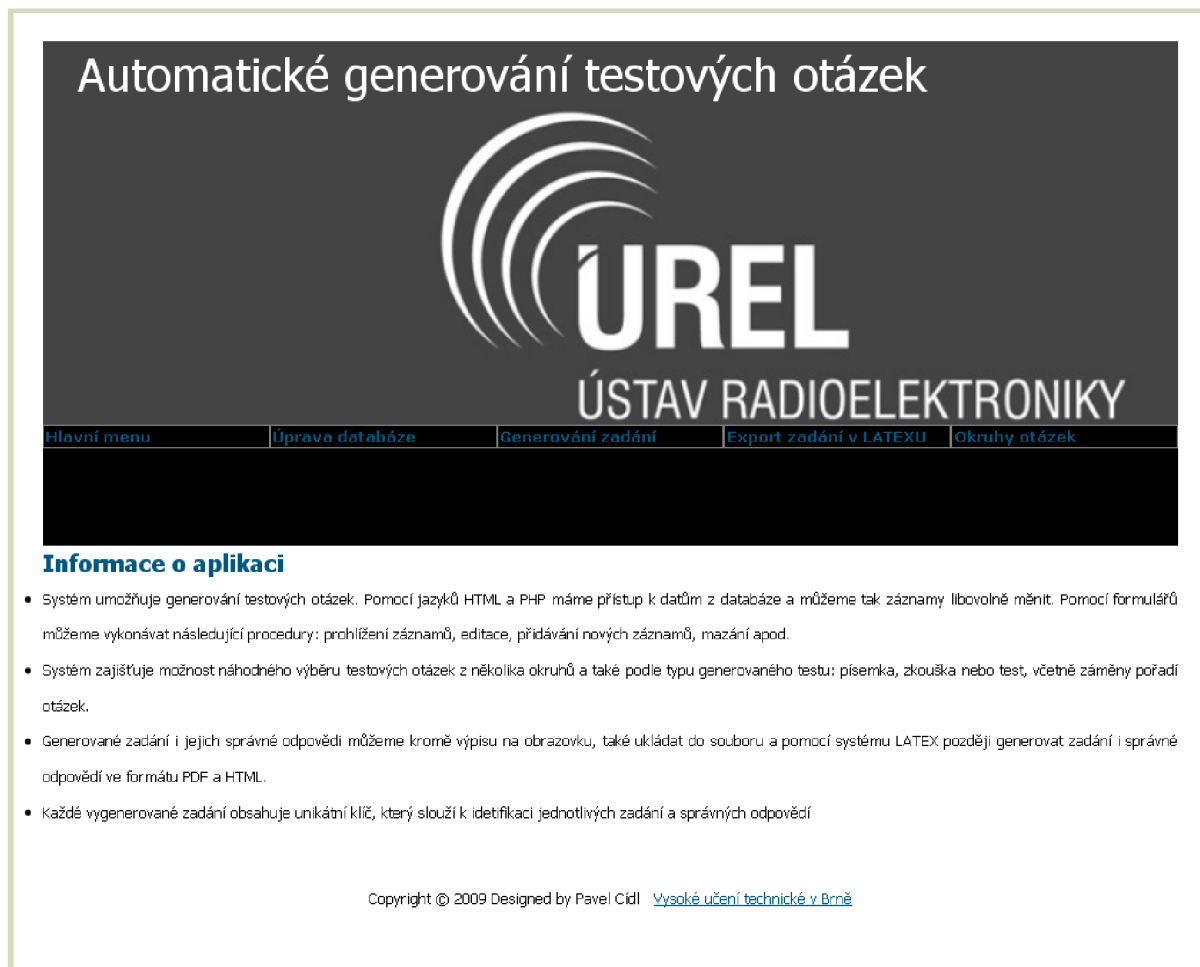 Automatické generování testových otázek
UREL
ÚSTAV RADIOELEKTRONIKY
Hlavní menu
Úprava databáze
Generování zadání
Export zadání v LATEXU
Okruhy otázek
Informace o aplikaci
Systém umožňuje generování testových otázek. Pomocí jazyků HTML a PHP máme přístup k datům z databáze a můžeme tak záznamy libovolně měnit. Pomocí formulářů
můžeme vykonávat následující procedury: prohlížení záznamů, editace, přidávání nových záznamů, mazání apod.
Systém zajišťuje možnost náhodného výběru testových otázek z několika okruhů a také podle typu generovaného testu: písemka, zkouška nebo test, včetně záměny pořadí
otázek.
Generované zadání i jejich správné odpovědi můžeme kromě výpisu na obrazovku, také ukládat do souboru a pomocí systému LATEX později generovat zadání i správné
odpovědí ve formátu PDF a HTML.
Každé vygenerované zadání obsahuje unikátní klíč, který slouží k idetifikaci jednotlivých zadání a správných odpovědí
Copyright © 2009 Designed by Pavel Cídl Vysoké učení technické v Brně